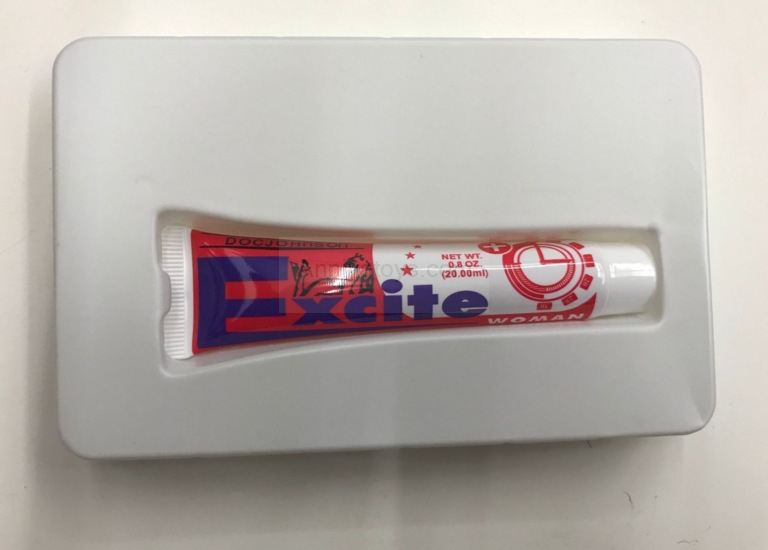 DOCJOHNSON
NET WT.
0.8 OZ.
(20.00ml)
Excite
WOMAN